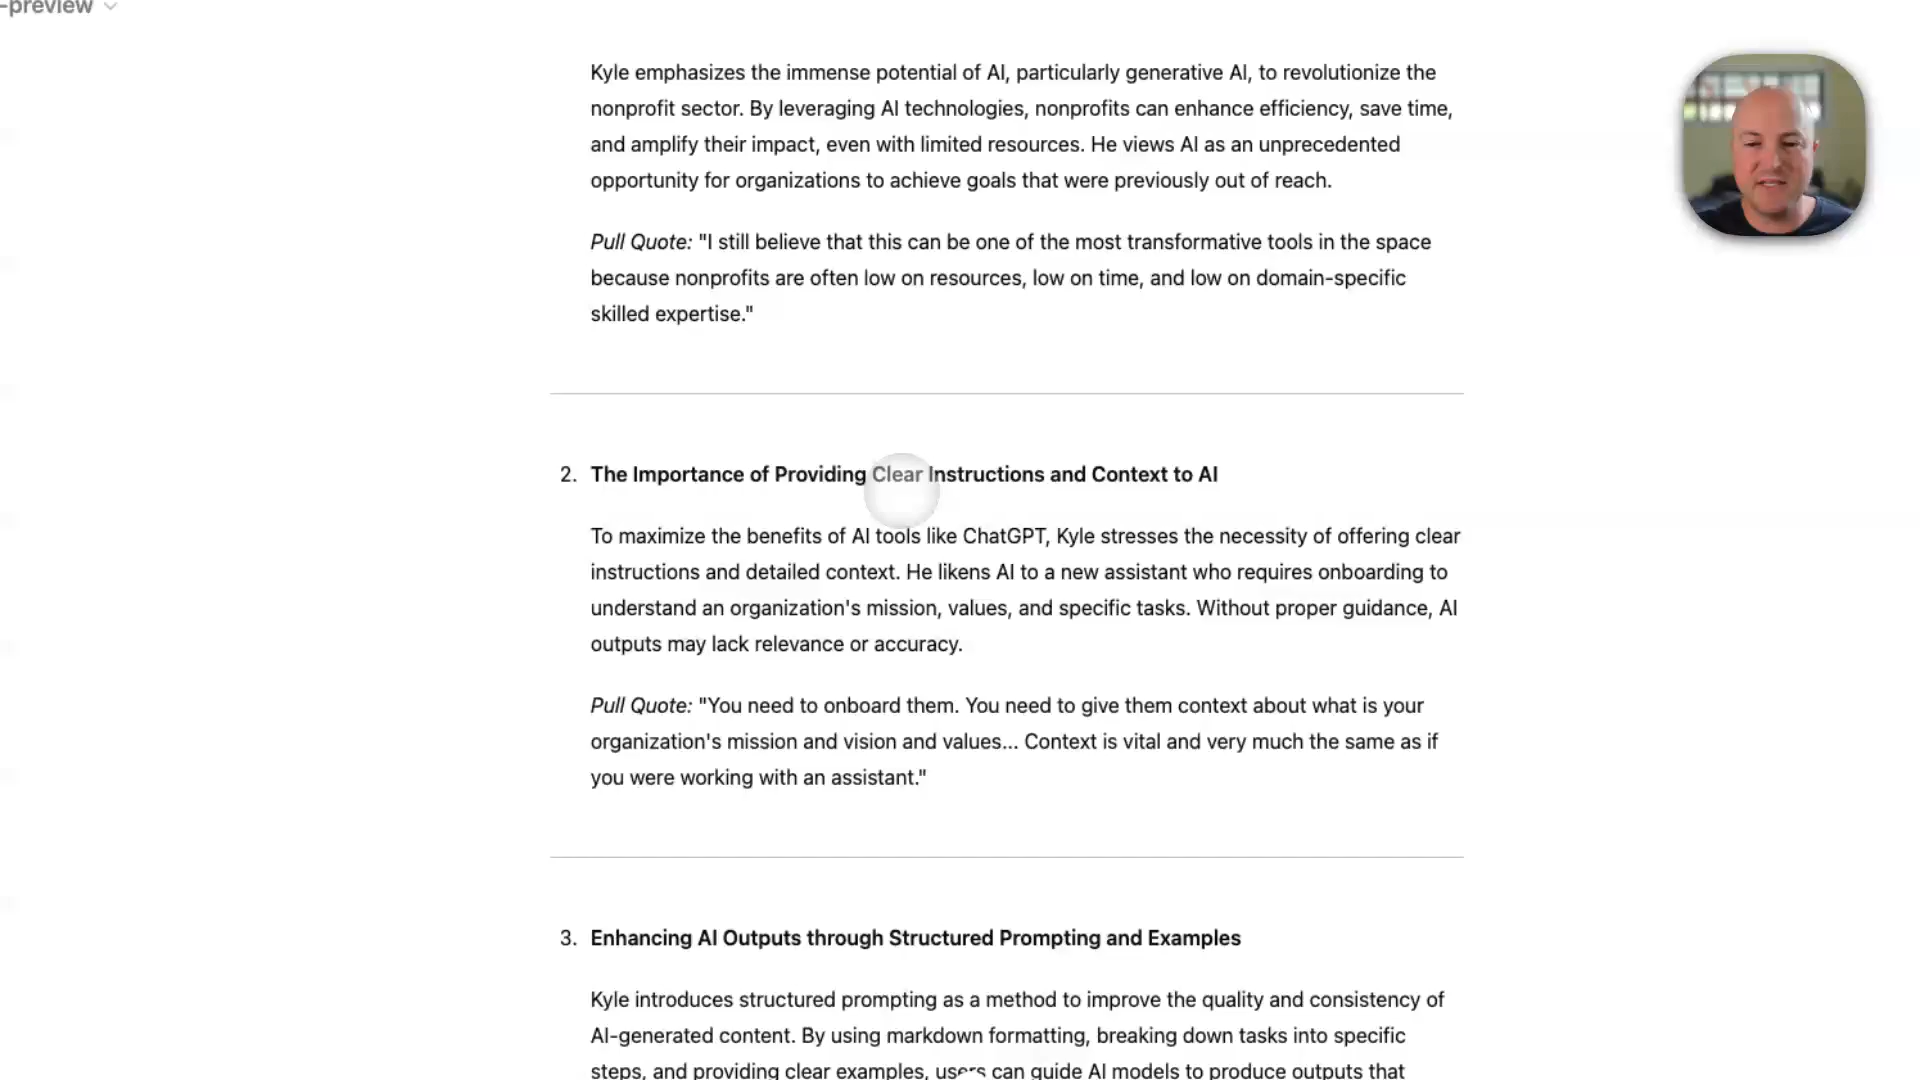 -preview
Kyle emphasizes the immense potential of AI, particularly generative AI, to revolutionize the
nonprofit sector. By leveraging AI technologies, nonprofits can enhance efficiency, save time,
and amplify their impact, even with limited resources. He views AI as an unprecedented
opportunity for organizations to achieve goals that were previously out of reach.
Pull Quote: "I still believe that this can be one of the most transformative tools in the space
because nonprofits are often low on resources, low on time, and low on domain-specific
skilled expertise."
2. The Importance of Providing Clear Instructions and Context to AI
To maximize the benefits of AI tools like ChatGPT, Kyle stresses the necessity of offering clear
instructions and detailed context. He likens AI to a new assistant who requires onboarding to
understand an organization's mission, values, and specific tasks. Without proper guidance, AI
outputs may lack relevance or accuracy.
Pull Quote: "You need to onboard them. You need to give them context about what is your
organization's mission and vision and values... Context is vital and very much the same as if
you were working with an assistant."
3. Enhancing AI Outputs through Structured Prompting and Examples
Kyle introduces structured prompting as a method to improve the quality and consistency of
AI-generated content. By using markdown formatting, breaking down tasks into specific
steps, and providing clear examples, users can guide AI models to produce outputs that